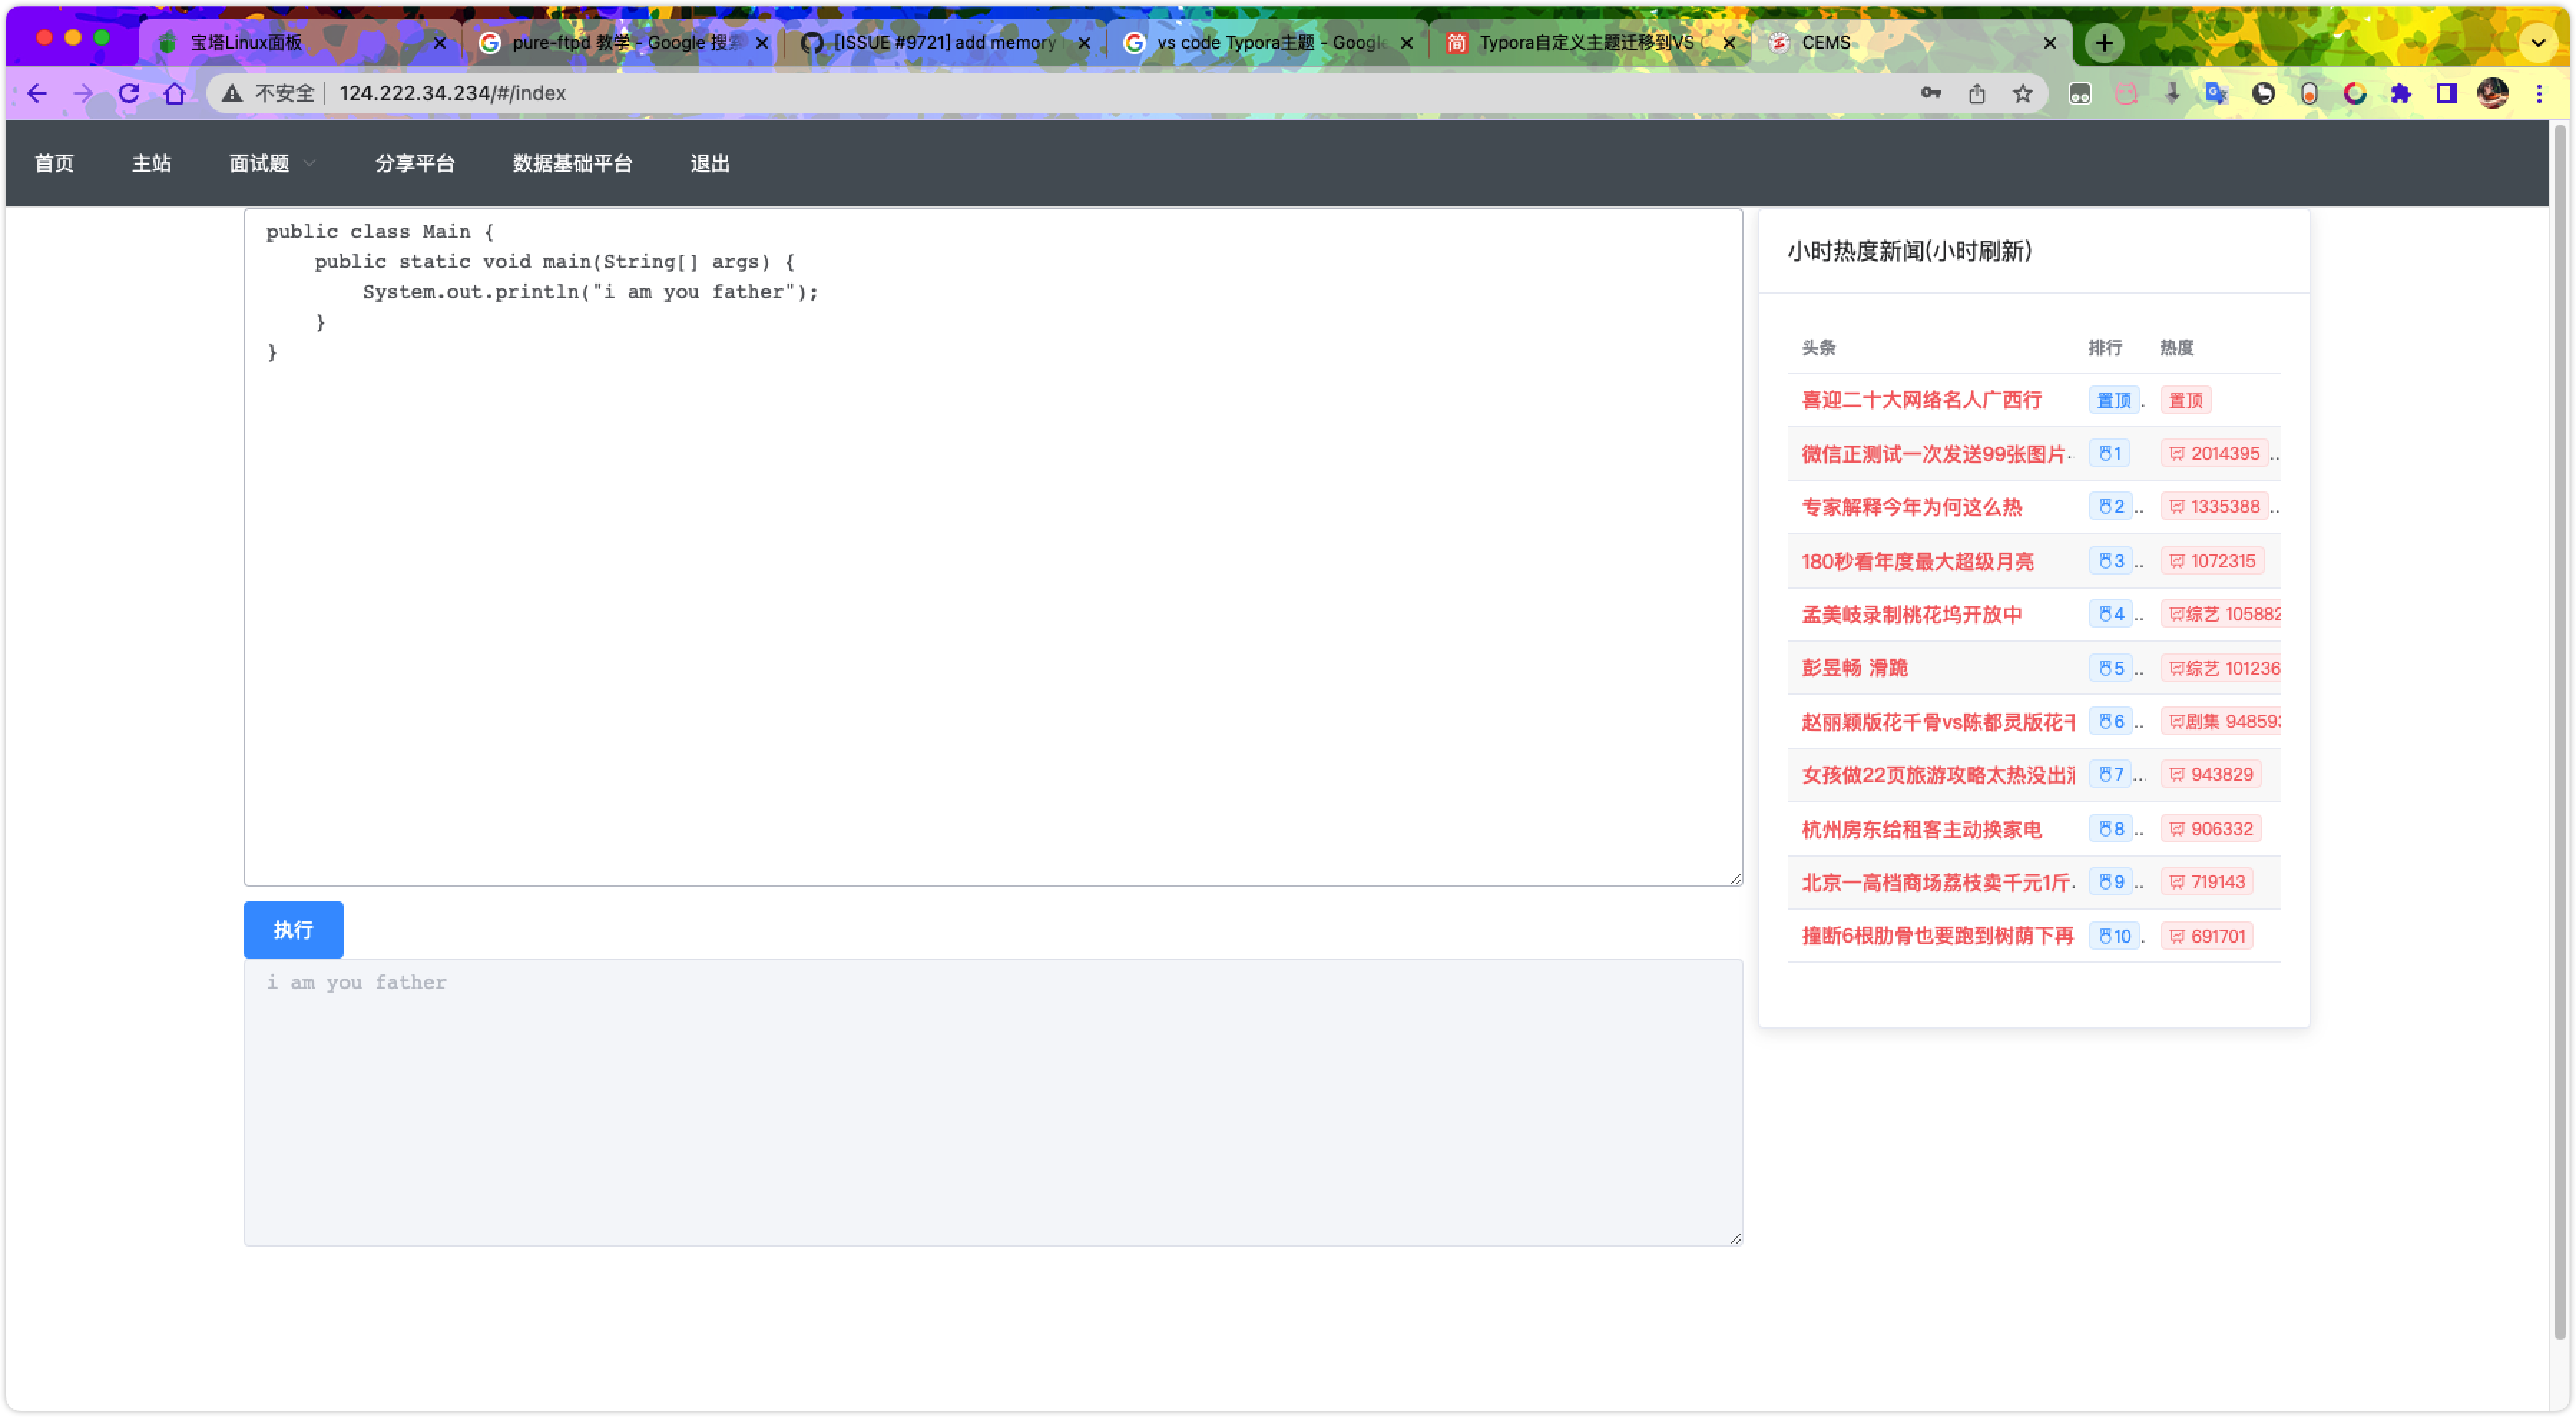 宝塔Linux面板
pure-ftpd 教学 - Google 搜索
[ISSUE #9721] add memory
vs code Typora主题 - Google
Typora自定义主题迁移到VS
CEMS
不安全 124.222.34.234/#/index
首页 主站 面试题 分享平台 数据基础平台 退出
public class Main {
    public static void main(String[] args) {
        System.out.println("i am you father");
    }
}
执行
i am you father
小时热度新闻(小时刷新)
头条 排行 热度
喜迎二十大网络名人广西行 置顶. 置顶
微信正测试一次发送99张图片.. 1 2014395..
专家解释今年为何这么热 2.. 1335388..
180秒看年度最大超级月亮 3.. 1072315
孟美岐录制桃花坞开放中 4.. 综艺 105882
彭昱畅 滑跪 5.. 综艺 101236
赵丽颖版花千骨vs陈都灵版花千 6.. 剧集 948593
女孩做22页旅游攻略太热没出 7... 943829
杭州房东给租客主动换家电 8.. 906332
北京一高档商场荔枝卖千元1斤. 9.. 719143
撞断6根肋骨也要跑到树荫下再 10. 691701